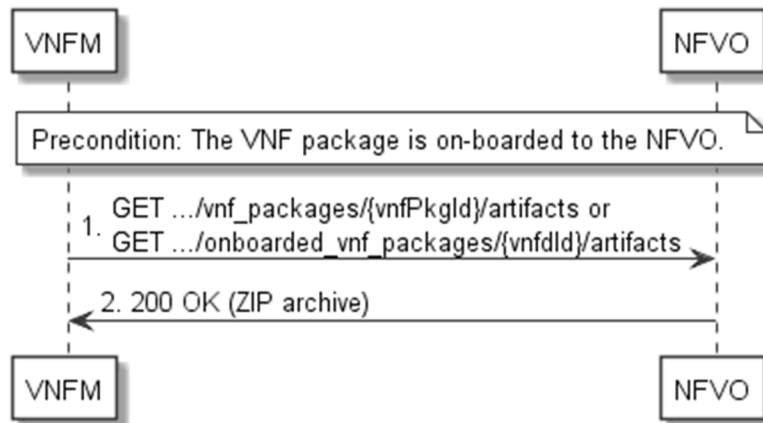 VNFM NFVO
Precondition: The VNF package is on-boarded to the NFVO.
1. GET .../vnf_packages/{vnfPkgId}/artifacts or
GET .../onboarded_vnf_packages/{vnfdId}/artifacts
2. 200 OK (ZIP archive)
VNFM NFVO